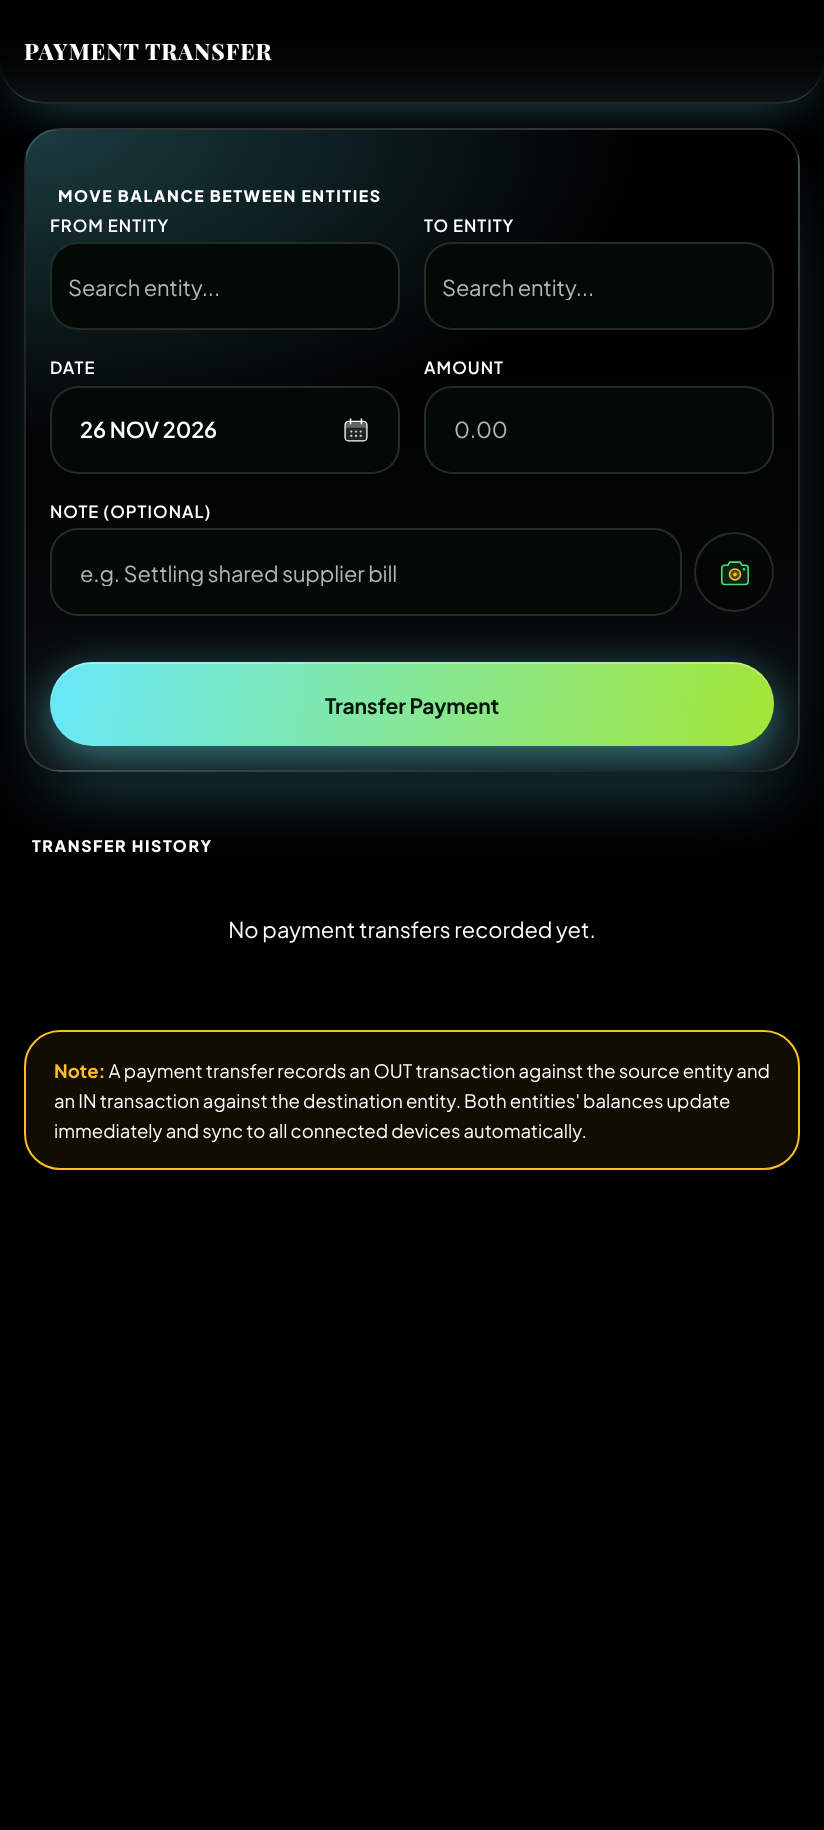 PAYMENT TRANSFER
MOVE BALANCE BETWEEN ENTITIES
FROM ENTITY
TO ENTITY
Search entity...
Search entity...
DATE
AMOUNT
26 NOV 2026
0.00
NOTE (OPTIONAL)
e.g. Settling shared supplier bill
Transfer Payment
TRANSFER HISTORY
No payment transfers recorded yet.
Note: A payment transfer records an OUT transaction against the source entity and
an IN transaction against the destination entity. Both entities' balances update
immediately and sync to all connected devices automatically.